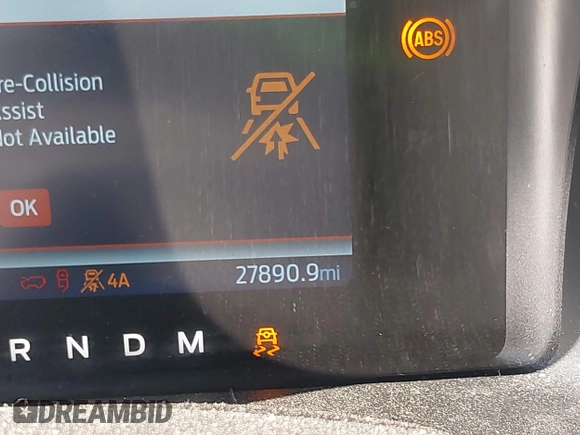 ABS
re-Collision
ssist
ot Available
OK
4A 27890.9mi
R N D M
DREAMBID